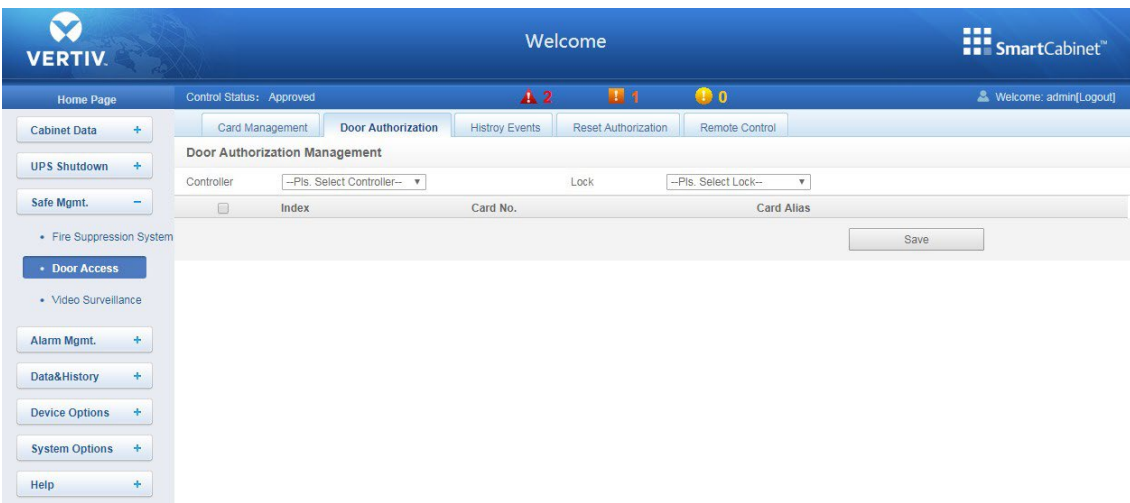 VERTIV.
Welcome
SmartCabinet™
Home Page
Control Status: Approved
2
1
0
Welcome: admin[Logout]
Cabinet Data +
UPS Shutdown +
Safe Mgmt. −
• Fire Suppression System
• Door Access
• Video Surveillance
Alarm Mgmt. +
Data&History +
Device Options +
System Options +
Help +
Card Management
Door Authorization
Histroy Events
Reset Authorization
Remote Control
Door Authorization Management
Controller --Pls. Select Controller-- Lock --Pls. Select Lock--
Index Card No. Card Alias
Save